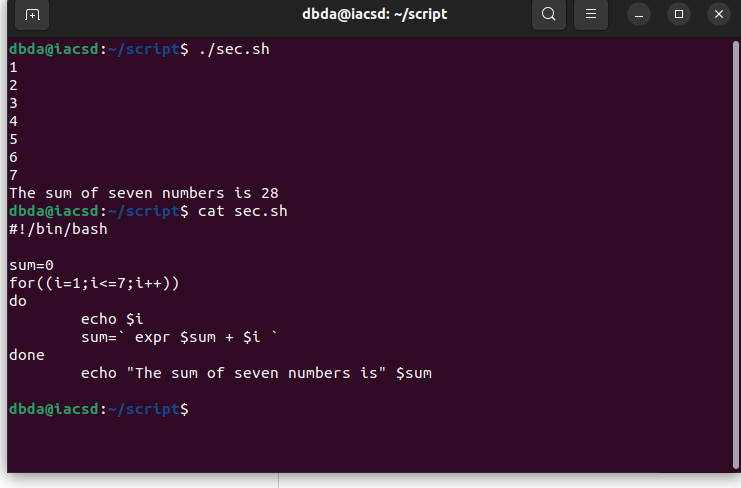 dbda@iacsd: ~/script
dbda@iacsd:~/script$ ./sec.sh
1
2
3
4
5
6
7
The sum of seven numbers is 28
dbda@iacsd:~/script$ cat sec.sh
#!/bin/bash

sum=0
for((i=1;i<=7;i++))
do
        echo $i
        sum=` expr $sum + $i `
done
        echo "The sum of seven numbers is" $sum

dbda@iacsd:~/script$